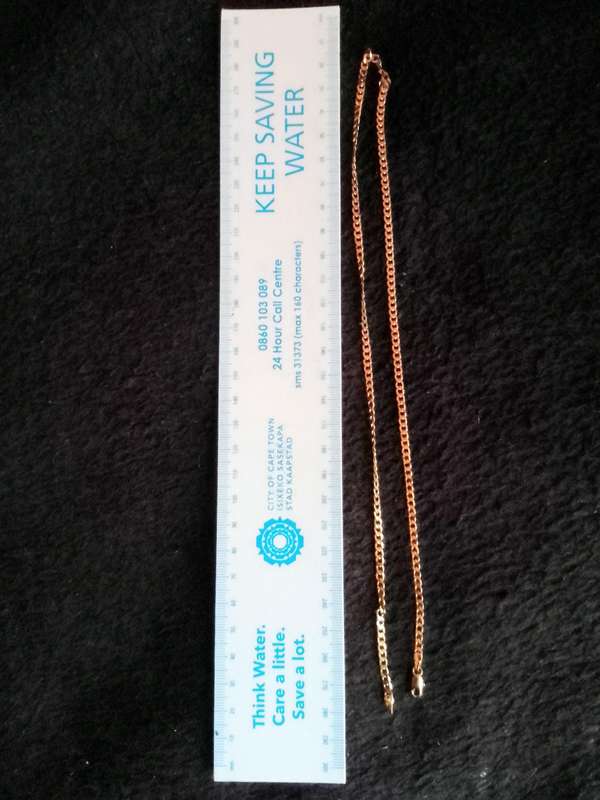 KEEP SAVING
WATER
0860 103 089
24 Hour Call Centre
sms 31373 (max 160 characters)
CITY OF CAPE TOWN
ISIXEKO SASEKAPA
STAD KAAPSTAD
Think Water.
Care a little.
Save a lot.